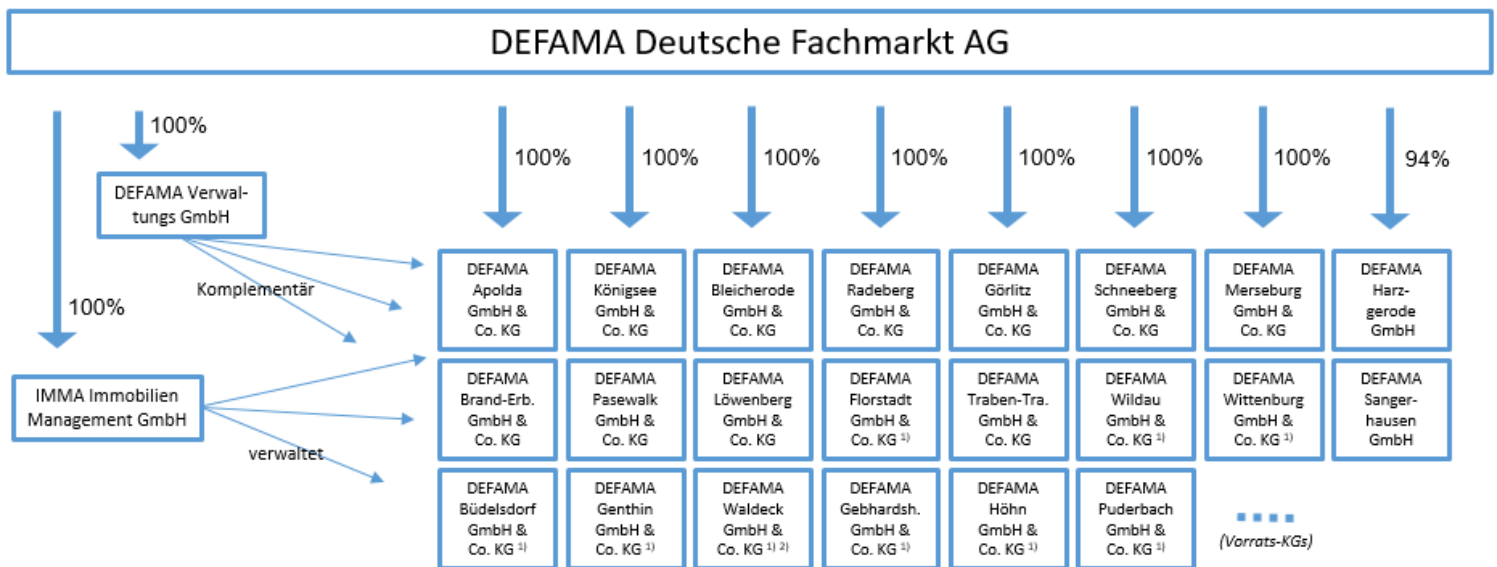 DEFAMA Deutsche Fachmarkt AG
100%
100%
100%
100%
100%
100%
100%
100%
94%
DEFAMA Verwal-
tungs GmbH
Komplementär
100%
IMMA Immobilien
Management GmbH
verwaltet
DEFAMA
Apolda
GmbH &
Co. KG
DEFAMA
Königsee
GmbH &
Co. KG
DEFAMA
Bleicherode
GmbH &
Co. KG
DEFAMA
Radeberg
GmbH &
Co. KG
DEFAMA
Görlitz
GmbH &
Co. KG
DEFAMA
Schneeberg
GmbH &
Co. KG
DEFAMA
Merseburg
GmbH &
Co. KG
DEFAMA
Harz-
gerode
GmbH
DEFAMA
Brand-Erb.
GmbH &
Co. KG
DEFAMA
Pasewalk
GmbH &
Co. KG
DEFAMA
Löwenberg
GmbH &
Co. KG
DEFAMA
Florstadt
GmbH &
Co. KG 1)
DEFAMA
Traben-Tra.
GmbH &
Co. KG
DEFAMA
Wildau
GmbH &
Co. KG 1)
DEFAMA
Wittenburg
GmbH &
Co. KG 1)
DEFAMA
Sanger-
hausen
GmbH
DEFAMA
Büdelsdorf
GmbH &
Co. KG 1)
DEFAMA
Genthin
GmbH &
Co. KG 1)
DEFAMA
Waldeck
GmbH &
Co. KG 1) 2)
DEFAMA
Gebhardsh.
GmbH &
Co. KG 1)
DEFAMA
Höhn
GmbH &
Co. KG 1)
DEFAMA
Puderbach
GmbH &
Co. KG 1)
(Vorrats-KGs)